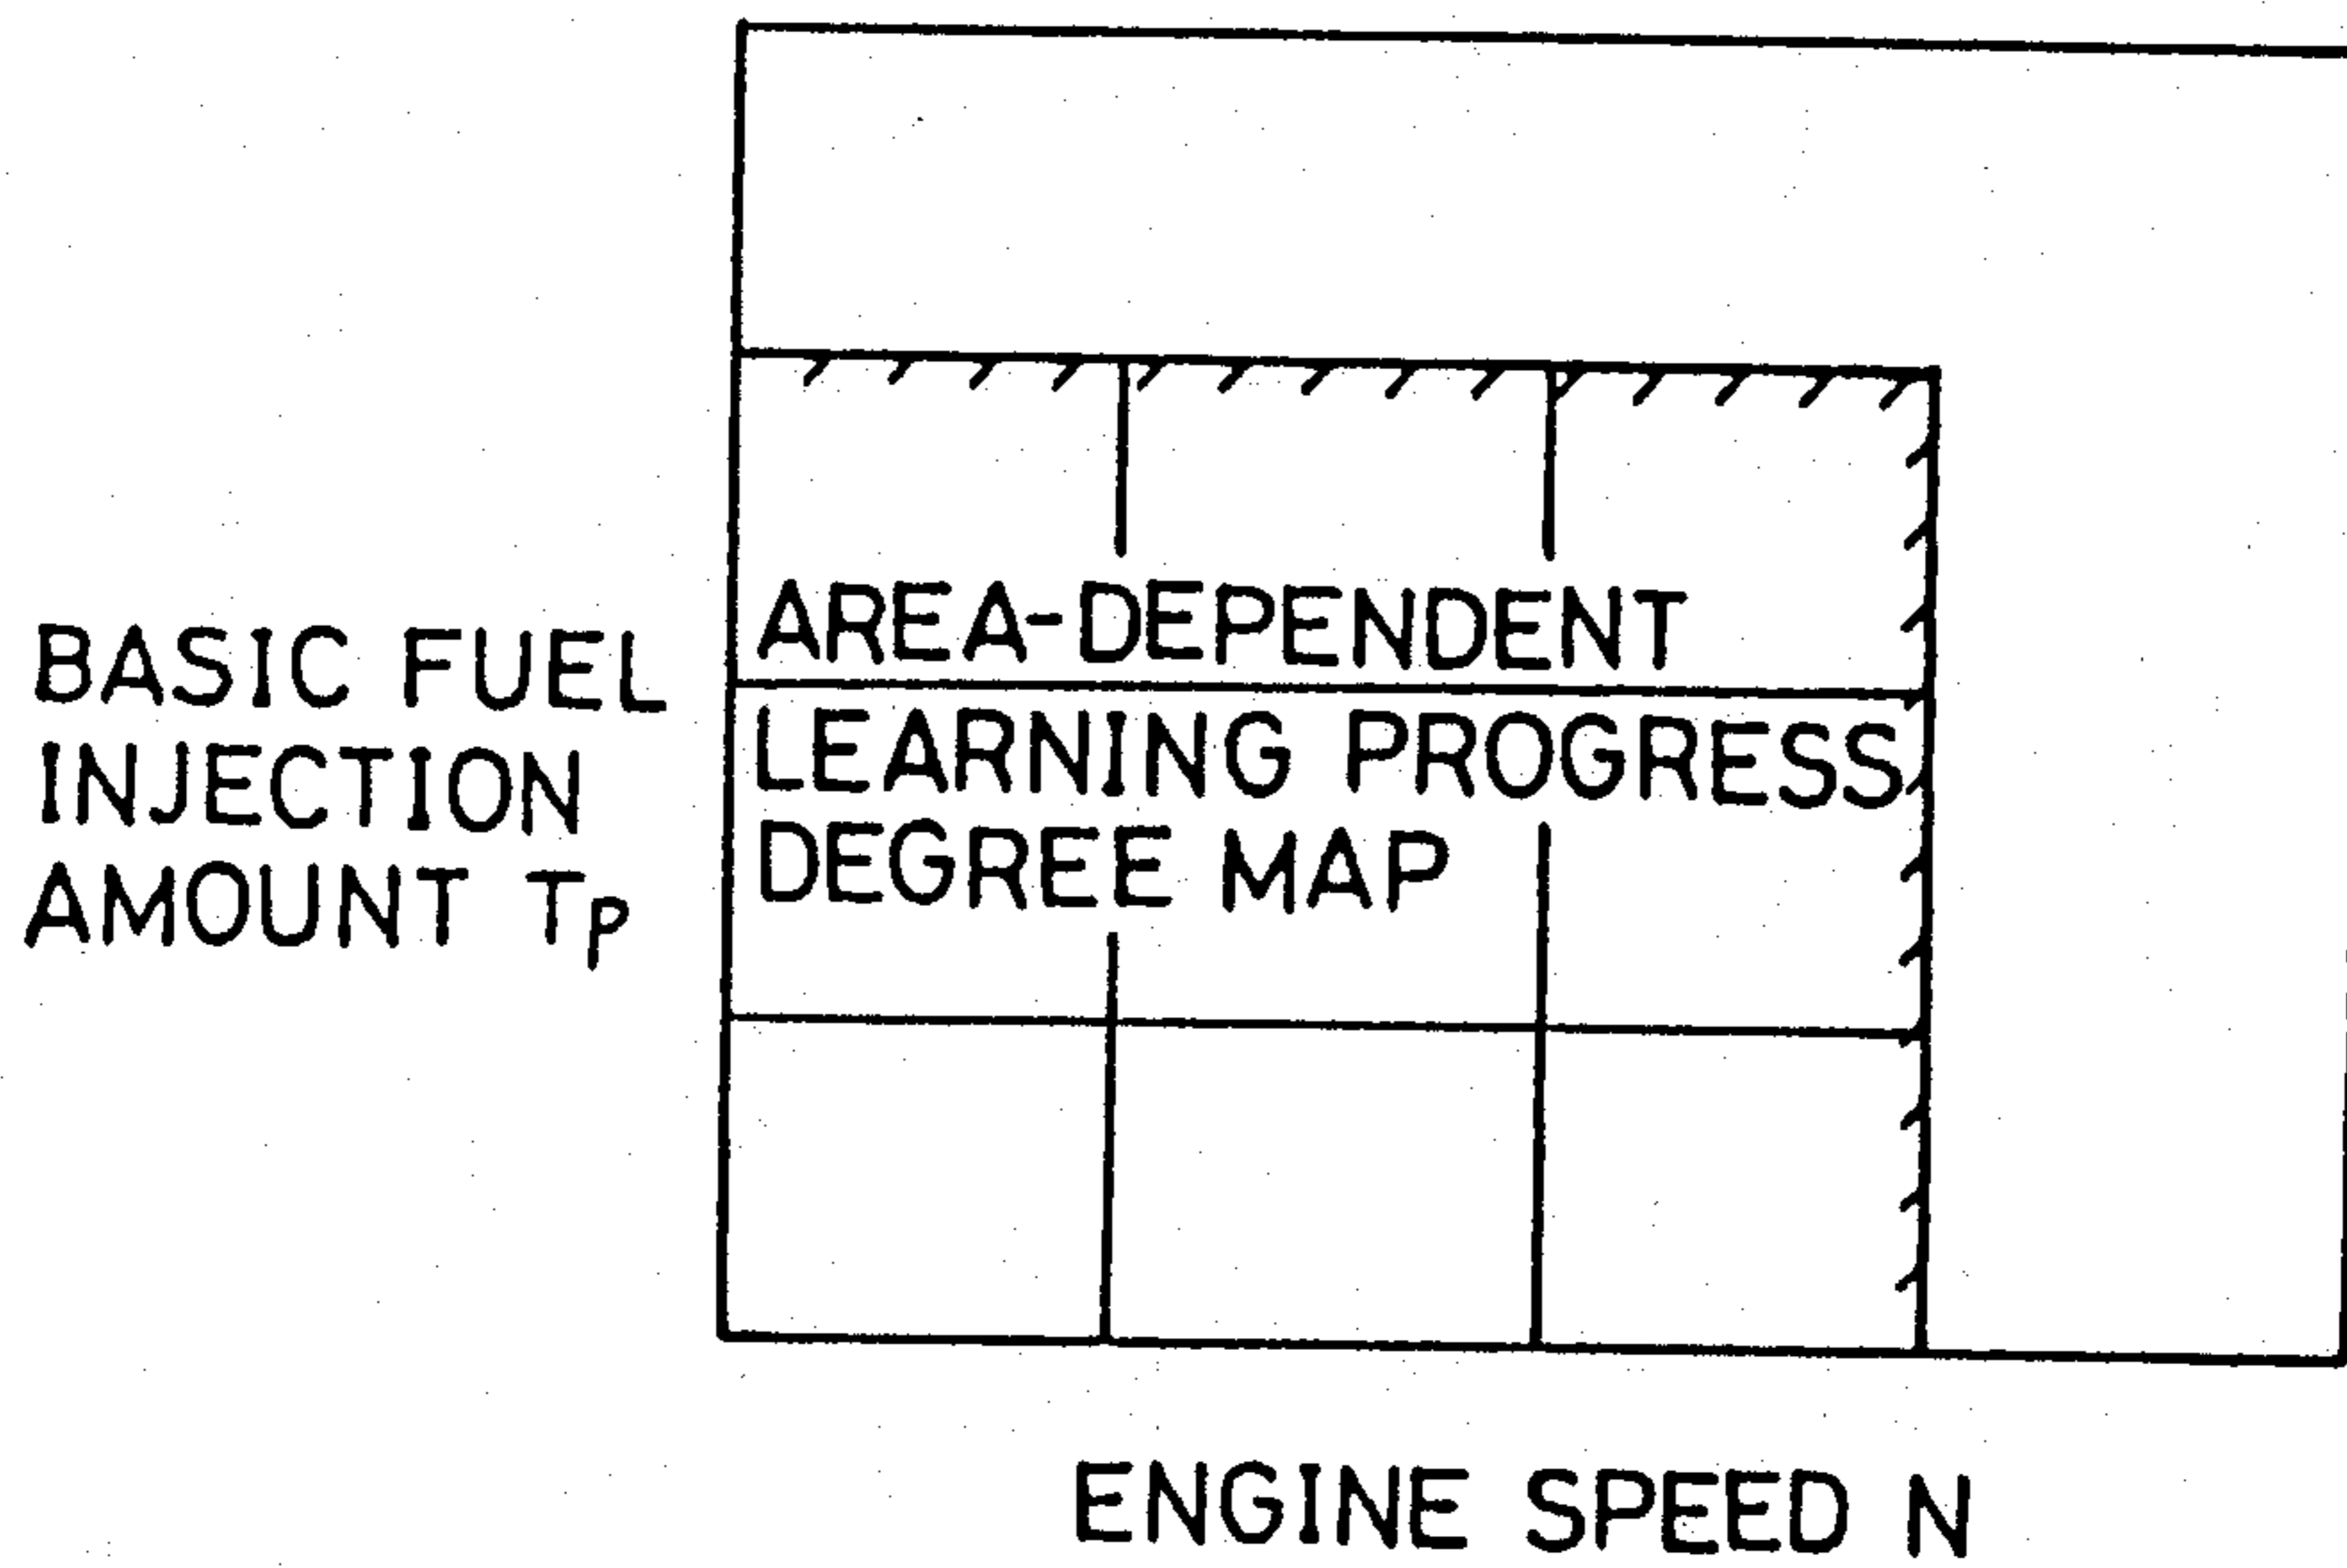 AREA-DEPENDENT
LEARNING PROGRESS
DEGREE MAP
BASIC FUEL
INJECTION
AMOUNT Tp
ENGINE SPEED N